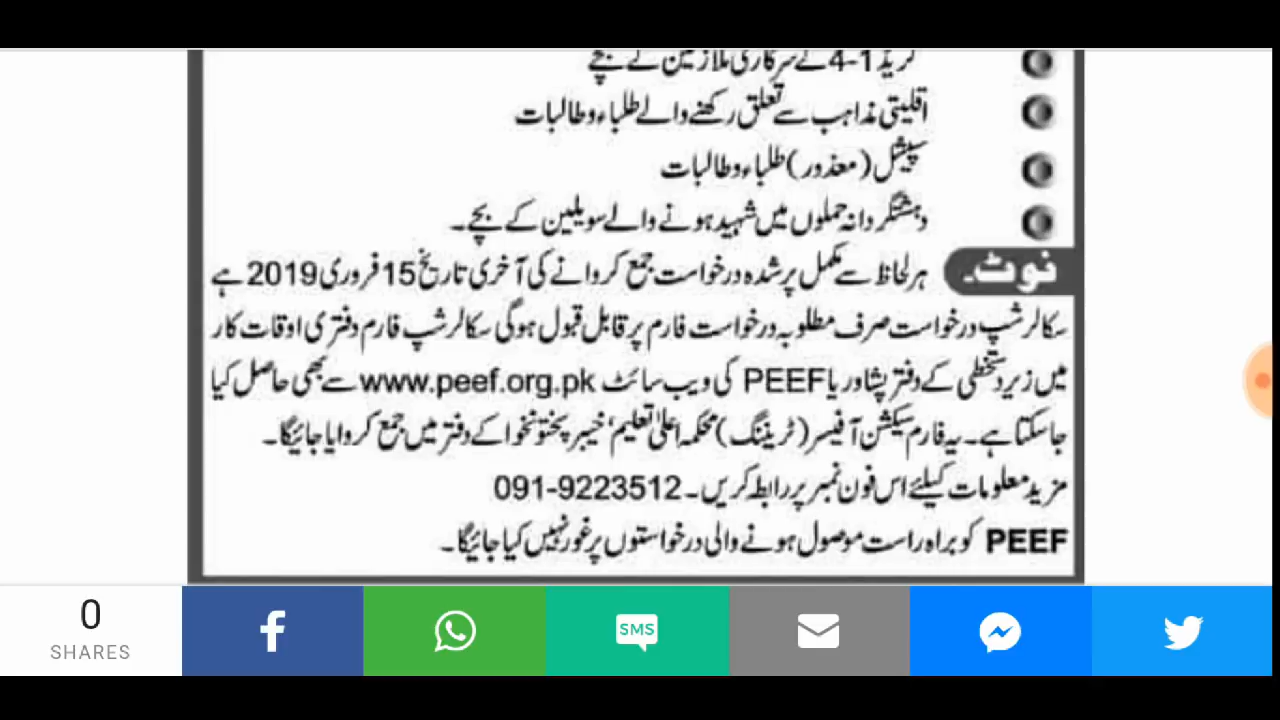 گریڈ 1-4 کے سرکاری ملازمین کے بچے
اقلیتی مذاہب سے تعلق رکھنے والے طلباء و طالبات
سپیشل (معذور) طلباء و طالبات
دہشتگردانہ حملوں میں شہید ہونے والے سویلین کے بچے۔
نوٹ۔ ہر لحاظ سے مکمل پر شدہ درخواست جمع کروانے کی آخری تاریخ 15 فروری 2019 ہے
سکالرشپ درخواست صرف مطلوبہ درخواست فارم پر قابل قبول ہوگی سکالرشپ فارم دفتری اوقات کار
میں زیر دستخطی کے دفتر پشاور یا PEEF کی ویب سائٹ www.peef.org.pk سے بھی حاصل کیا
جاسکتا ہے۔ یہ فارم سیکشن آفیسر (ٹریننگ) محکمہ اعلیٰ تعلیم، خیبر پختونخوا کے دفتر میں جمع کروایا جائیگا۔
مزید معلومات کیلئے اس فون نمبر پر رابطہ کریں۔ 091-9223512
PEEF کو براہ راست موصول ہونے والی درخواستوں پر غور نہیں کیا جائیگا۔
0
SHARES
SMS